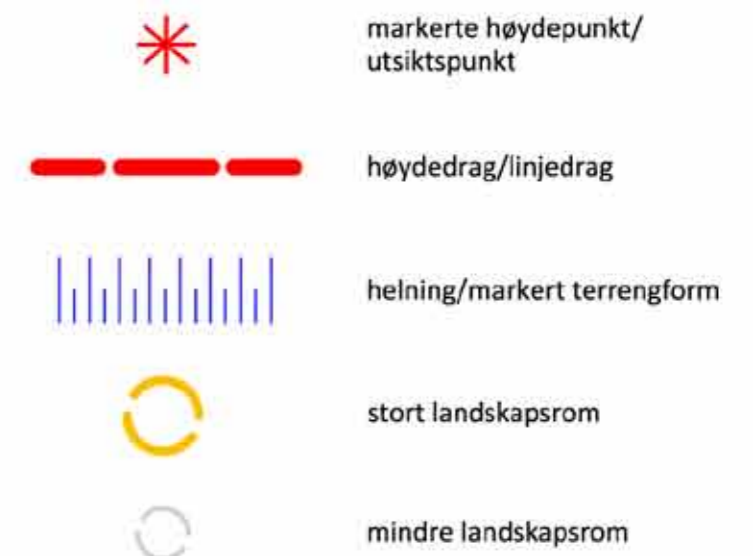 markerte høydepunkt/
utsiktspunkt
høydedrag/linjedrag
helning/markert terrengform
stort landskapsrom
mindre landskapsrom